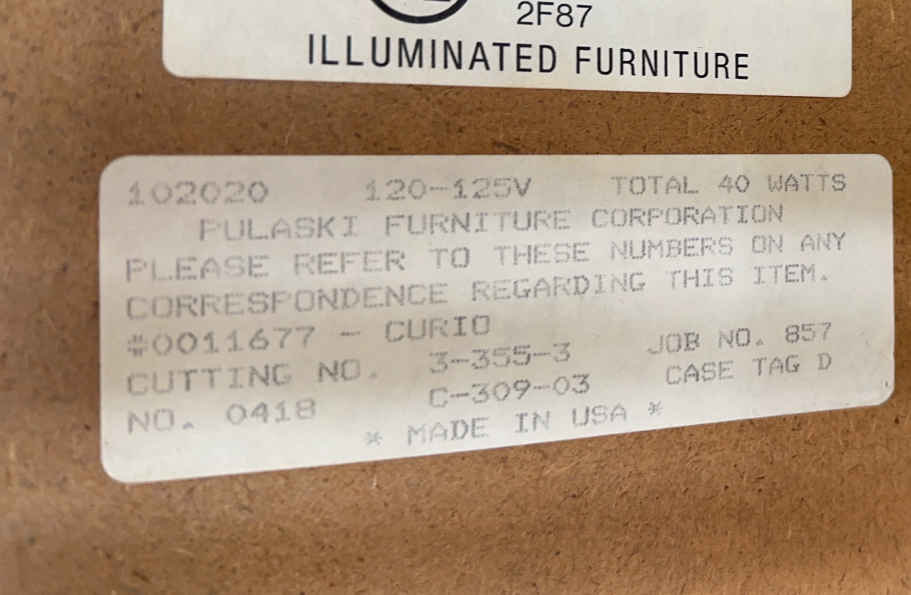 2F87
ILLUMINATED FURNITURE
102020 120-125V TOTAL 40 WATTS
PULASKI FURNITURE CORPORATION
PLEASE REFER TO THESE NUMBERS ON ANY
CORRESPONDENCE REGARDING THIS ITEM.
#0011677 - CURIO
CUTTING NO. 3-355-3 JOB NO. 857
NO. 0418 C-309-03 CASE TAG D
* MADE IN USA *